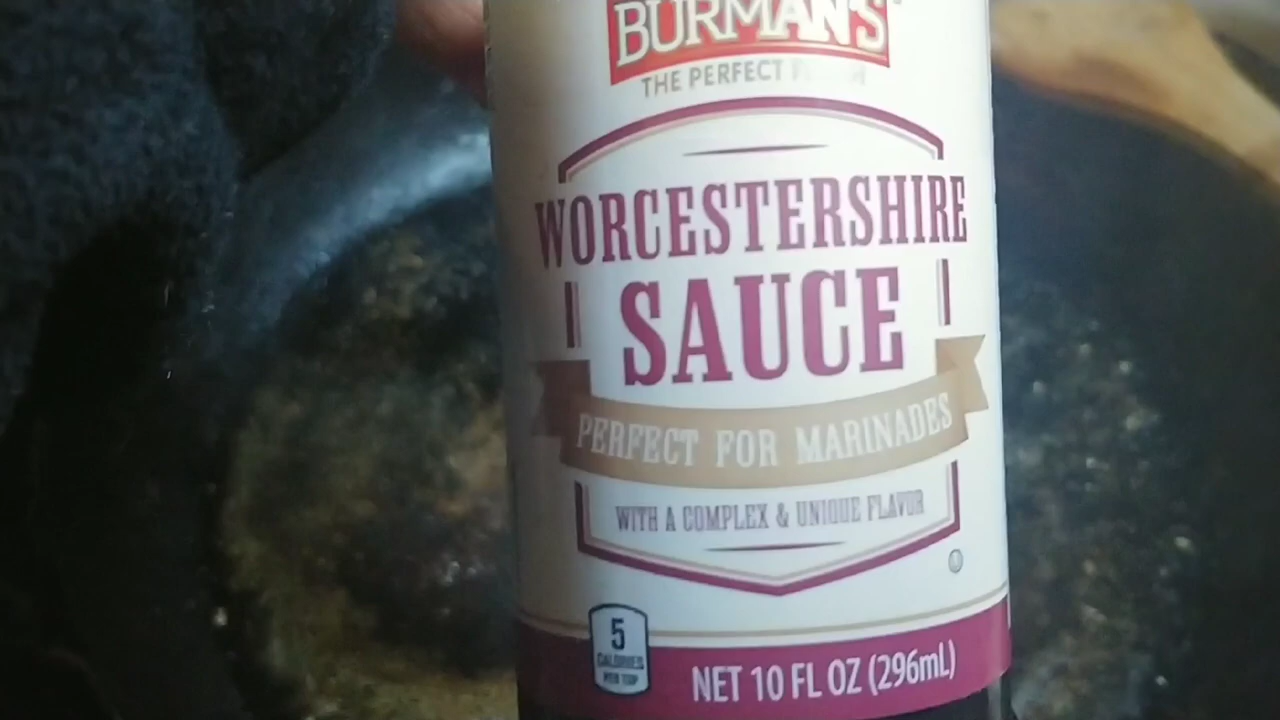 BURMAN'S
THE PERFECT
WORCESTERSHIRE
SAUCE
PERFECT FOR MARINADES
WITH A COMPLEX & UNIQUE FLAVOR
5
CALORIES
PER TSP
NET 10 FL OZ (296mL)